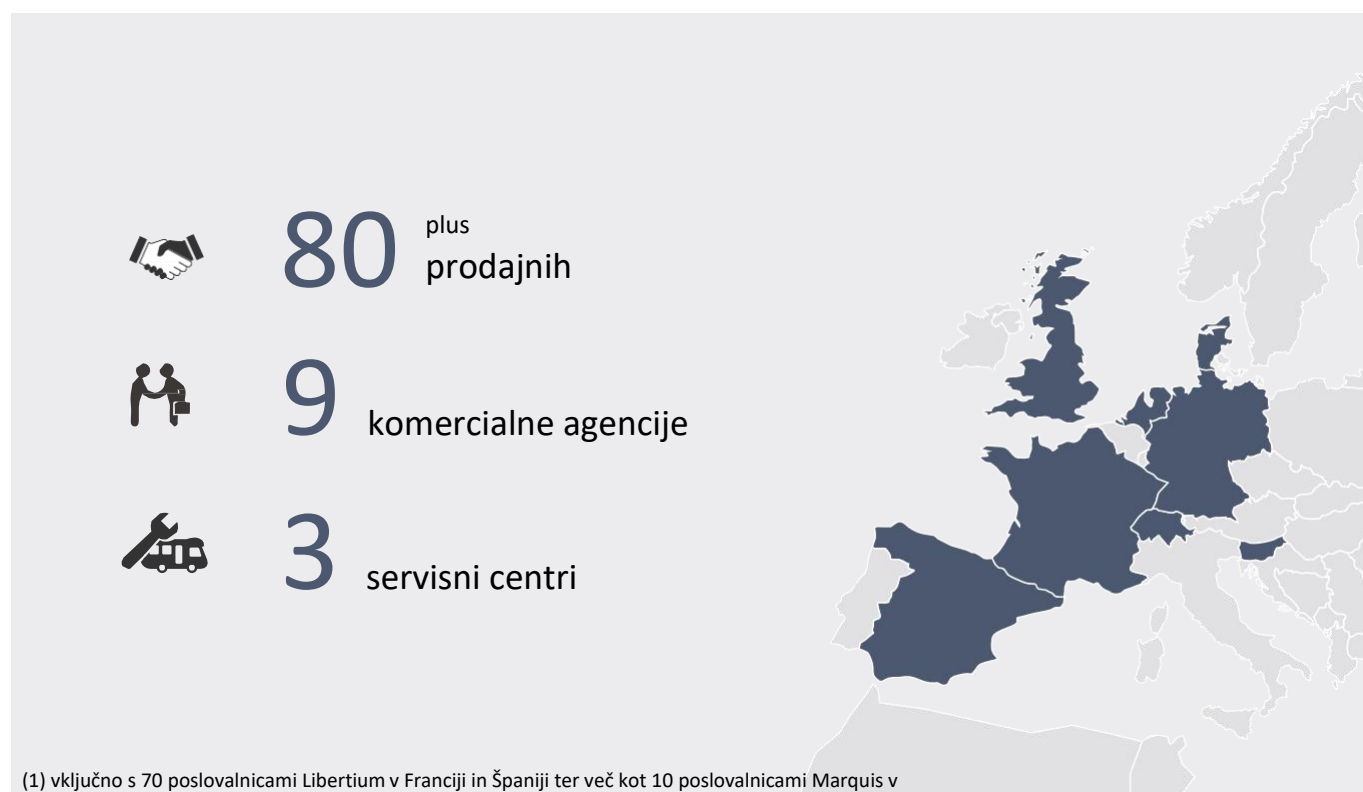 80 plus
prodajnih
9 komercialne agencije
3 servisni centri
(1) vključno s 70 poslovalnicami Libertium v Franciji in Španiji ter več kot 10 poslovalnicami Marquis v